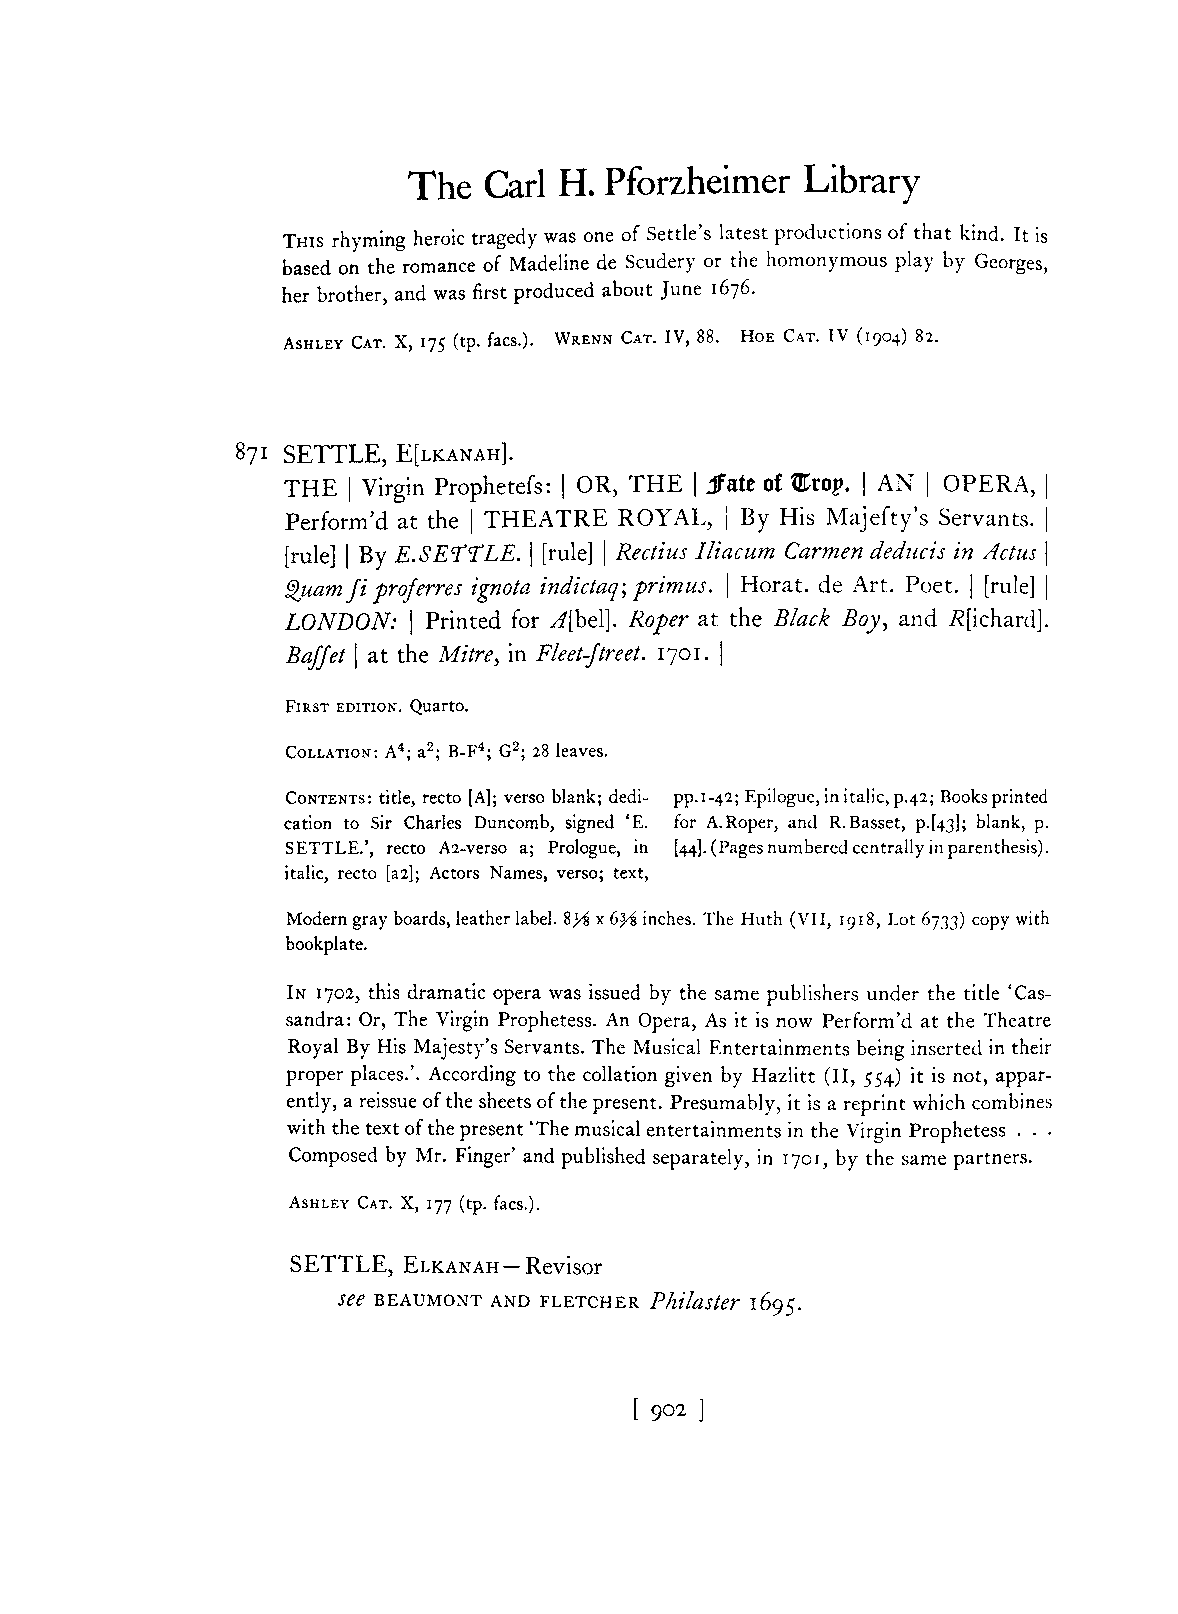 The Carl H. Pforzheimer Library
THIS rhyming heroic tragedy was one of Settle's latest productions of that kind. It is
based on the romance of Madeline de Scudery or the homonymous play by Georges,
her brother, and was first produced about June 1676.
ASHLEY CAT. X, 175 (tp. facs.). WRENN CAT. IV, 88. HOE CAT. IV (1904) 82.
871 SETTLE, E[LKANAH].
THE | Virgin Propheteſs: | OR, THE | Fate of Troy. | AN | OPERA, |
Perform'd at the | THEATRE ROYAL, | By His Majeſty's Servants. |
[rule] | By E.SETTLE. | [rule] | Rectius Iliacum Carmen deducis in Actus |
Quam ſi proferres ignota indictaq; primus. | Horat. de Art. Poet. | [rule] |
LONDON: | Printed for A[bel]. Roper at the Black Boy, and R[ichard].
Baſſet | at the Mitre, in Fleet-ſtreet. 1701. |
FIRST EDITION. Quarto.
COLLATION: A⁴; a²; B-F⁴; G²; 28 leaves.
CONTENTS: title, recto [A]; verso blank; dedi-
cation to Sir Charles Duncomb, signed 'E.
SETTLE.', recto A2-verso a; Prologue, in
italic, recto [a2]; Actors Names, verso; text,
pp.1-42; Epilogue, in italic, p.42; Books printed
for A.Roper, and R.Basset, p.[43]; blank, p.
[44]. (Pages numbered centrally in parenthesis).
Modern gray boards, leather label. 8⅛ x 6⅜ inches. The Huth (VII, 1918, Lot 6733) copy with
bookplate.
IN 1702, this dramatic opera was issued by the same publishers under the title 'Cas-
sandra: Or, The Virgin Prophetess. An Opera, As it is now Perform'd at the Theatre
Royal By His Majesty's Servants. The Musical Entertainments being inserted in their
proper places.'. According to the collation given by Hazlitt (II, 554) it is not, appar-
ently, a reissue of the sheets of the present. Presumably, it is a reprint which combines
with the text of the present 'The musical entertainments in the Virgin Prophetess . . .
Composed by Mr. Finger' and published separately, in 1701, by the same partners.
ASHLEY CAT. X, 177 (tp. facs.).
SETTLE, ELKANAH—Revisor
see BEAUMONT AND FLETCHER Philaster 1695.
[ 902 ]